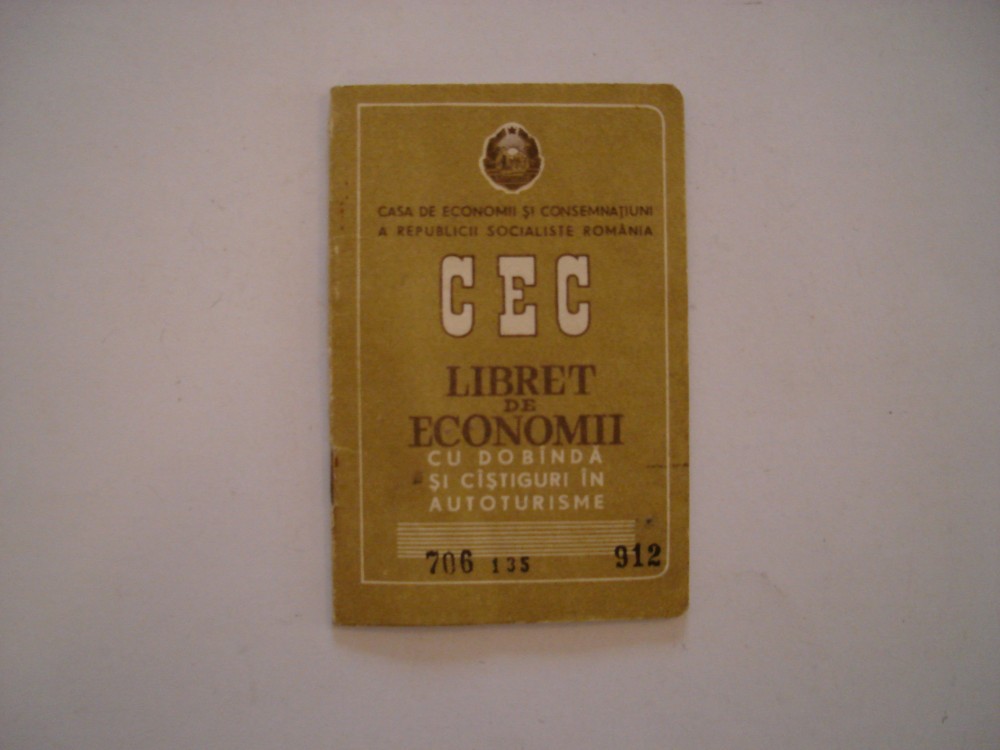 CASA DE ECONOMII ȘI CONSEMNAȚIUNI
A REPUBLICII SOCIALISTE ROMÂNIA
CEC
LIBRET
DE
ECONOMII
CU DOBÎNDĂ
ȘI CÎȘTIGURI ÎN
AUTOTURISME
706 135 912